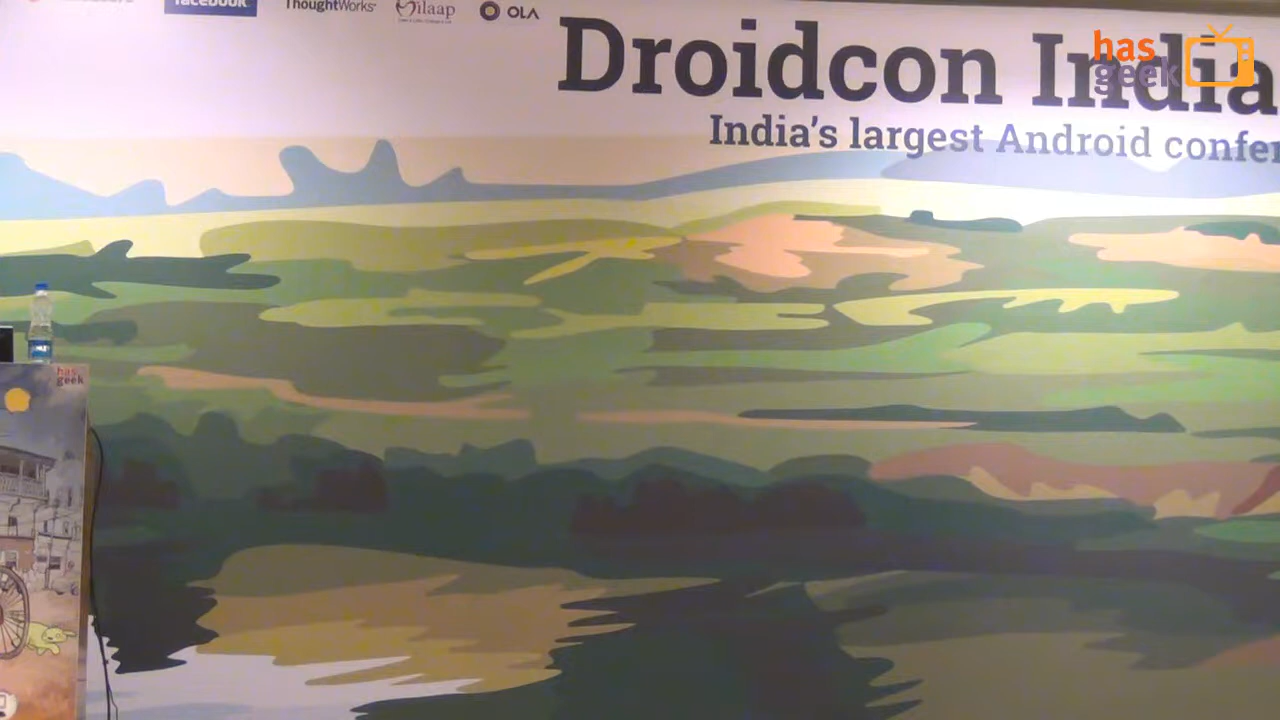 facebook
ThoughtWorks
Milaap
OLA
Droidcon India
India's largest Android confer
has
geek
has
geek